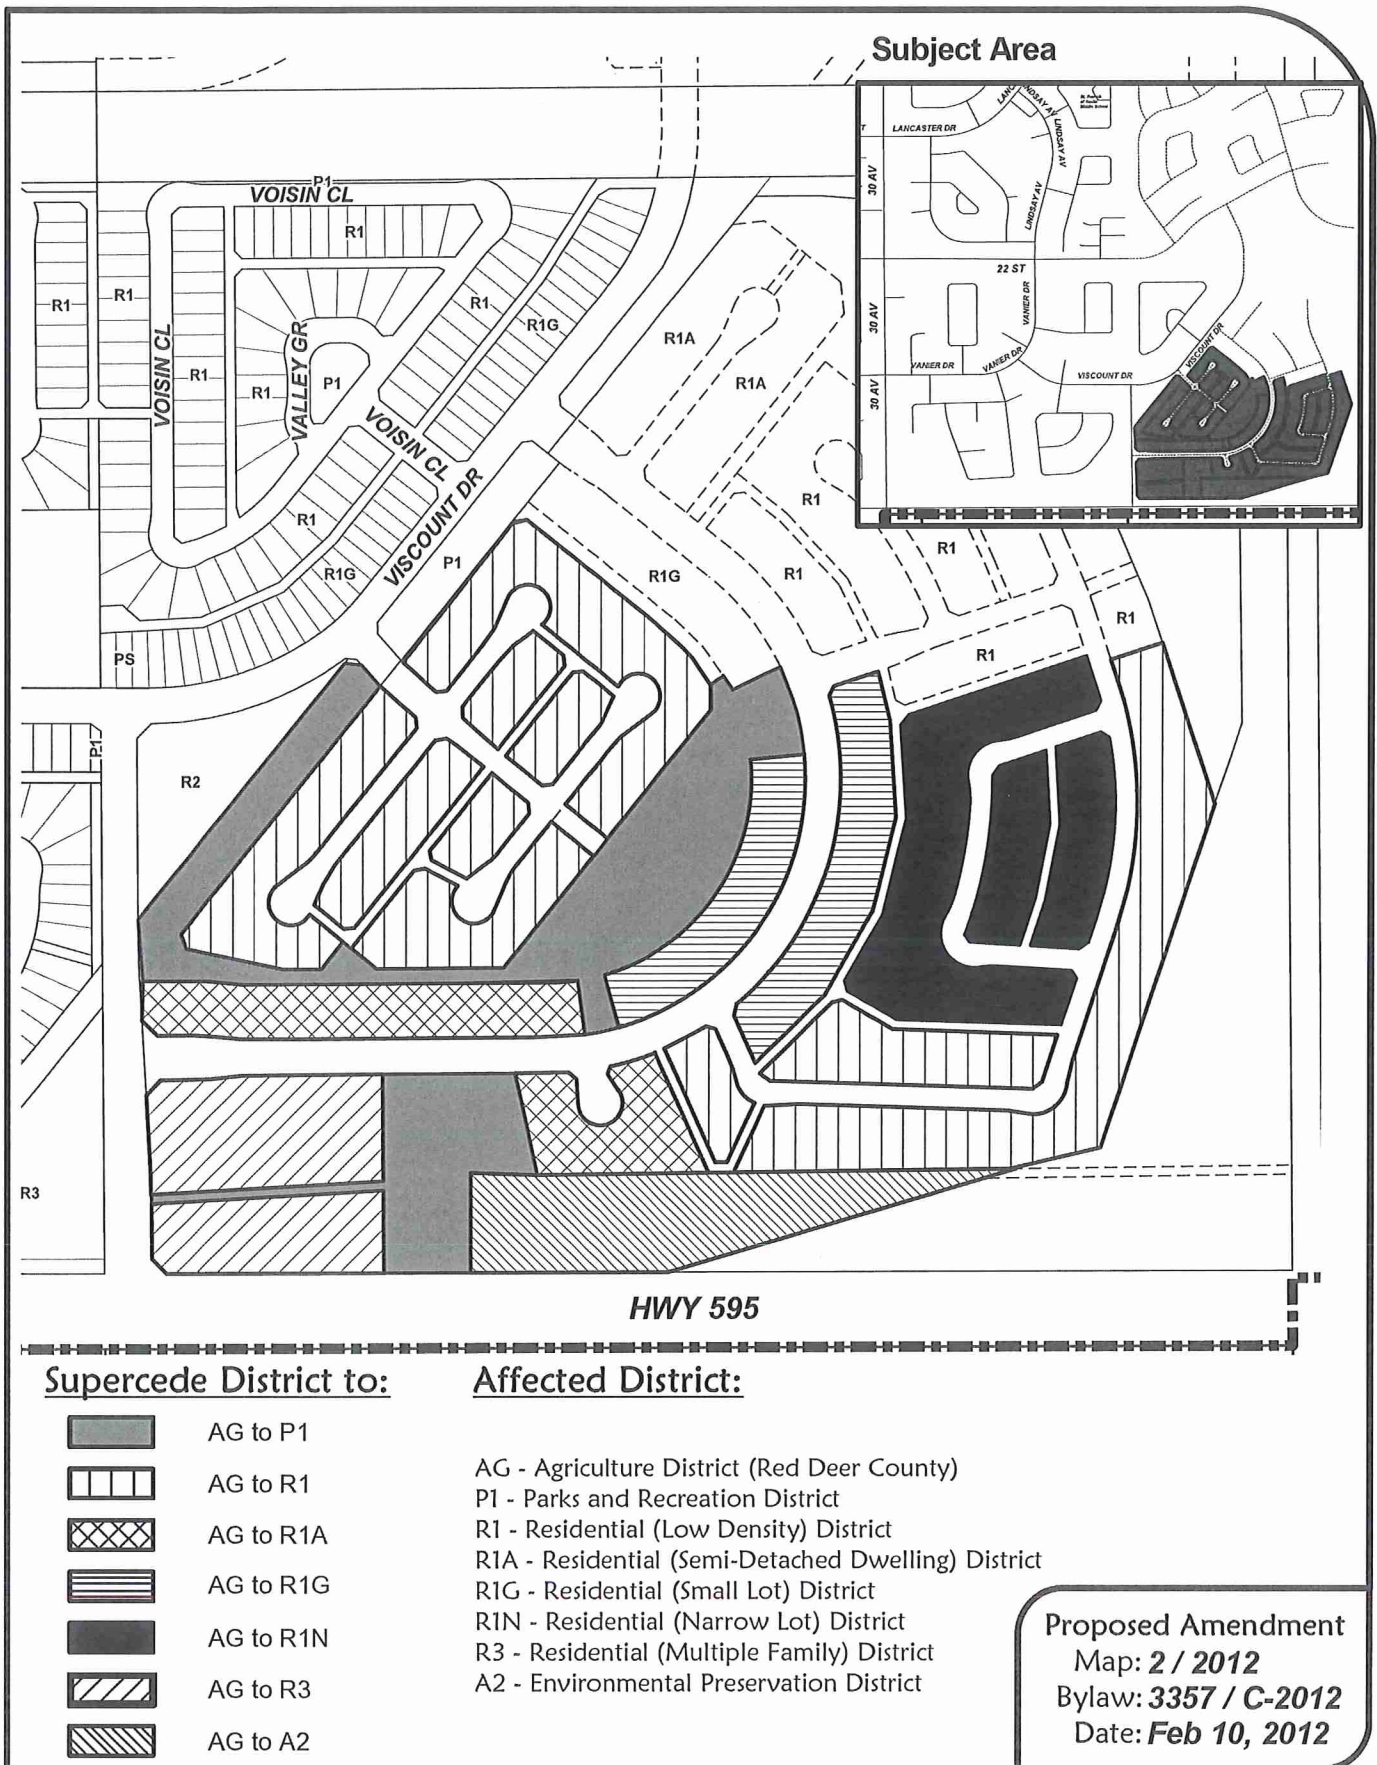 Subject Area
LANCASTER DR
LINDSAY AV
LINDSAY AV
30 AV
22 ST
30 AV
VANIER DR
VISCOUNT DR
VANIER DR
VANIER DR
VISCOUNT DR
30 AV
P1
VOISIN CL
R1
R1
R1
R1
R1G
R1A
VOISIN CL
R1
R1
VALLEY GR
P1
R1A
VOISIN CL
R1
R1
R1
VISCOUNT DR
P1
R1G
R1G
R1
R1
R1
PS
P1
R2
R3
HWY 595
Supercede District to:
AG to P1
AG to R1
AG to R1A
AG to R1G
AG to R1N
AG to R3
AG to A2
Affected District:
AG - Agriculture District (Red Deer County)
P1 - Parks and Recreation District
R1 - Residential (Low Density) District
R1A - Residential (Semi-Detached Dwelling) District
R1G - Residential (Small Lot) District
R1N - Residential (Narrow Lot) District
R3 - Residential (Multiple Family) District
A2 - Environmental Preservation District
Proposed Amendment
Map: 2 / 2012
Bylaw: 3357 / C-2012
Date: Feb 10, 2012